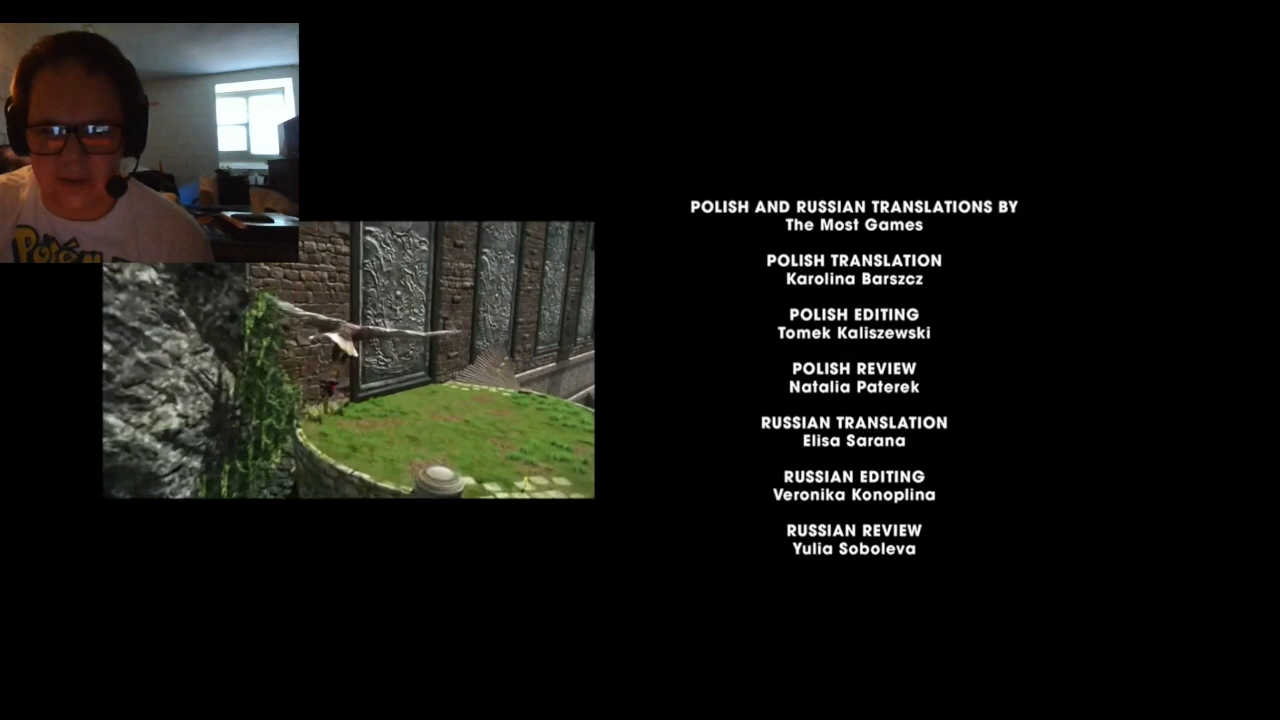 POLISH AND RUSSIAN TRANSLATIONS BY
The Most Games
POLISH TRANSLATION
Karolina Barszcz
POLISH EDITING
Tomek Kaliszewski
POLISH REVIEW
Natalia Paterek
RUSSIAN TRANSLATION
Elisa Sarana
RUSSIAN EDITING
Veronika Konoplina
RUSSIAN REVIEW
Yulia Soboleva